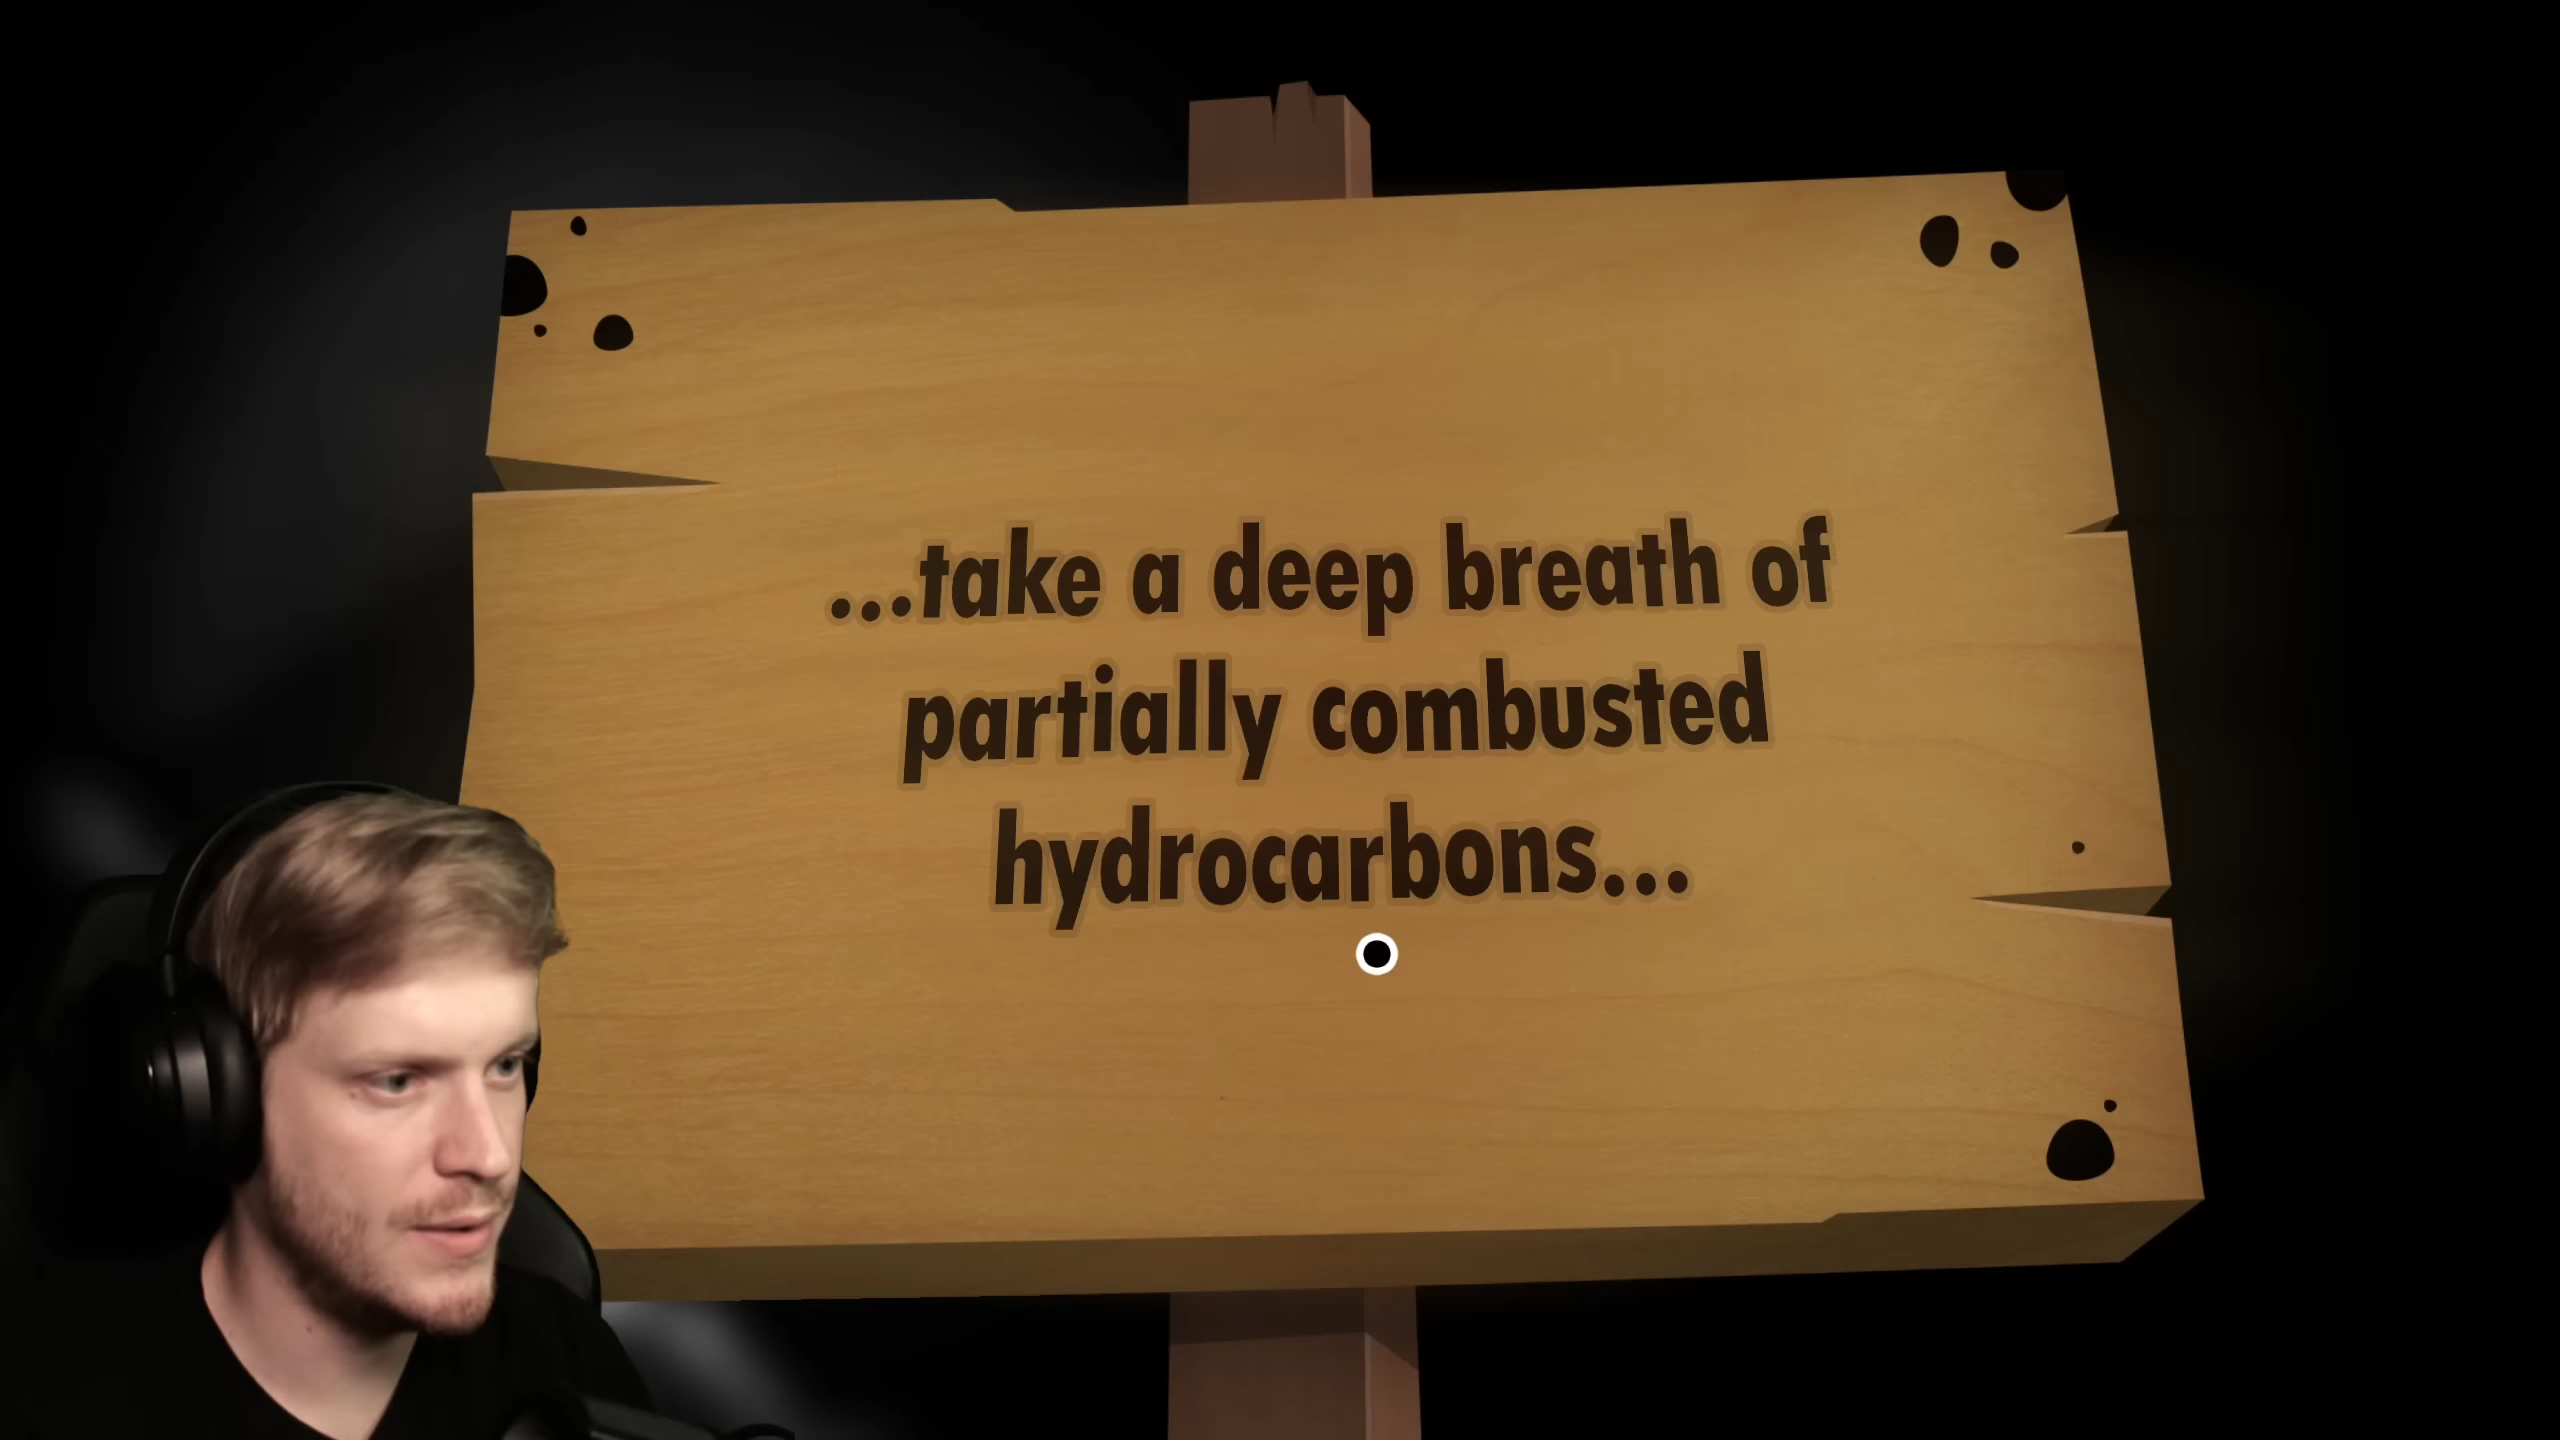 ...take a deep breath of
partially combusted
hydrocarbons...